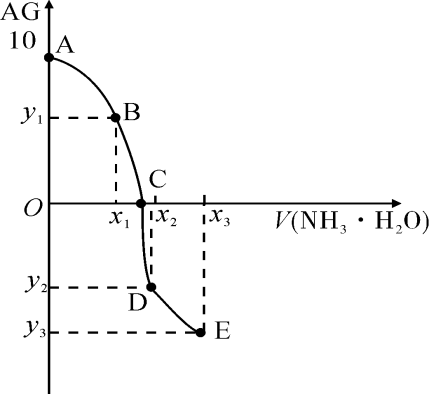 AG
10
A
y₁
B
C
O
x₁
x₂
x₃
V(NH₃·H₂O)
y₂
D
y₃
E